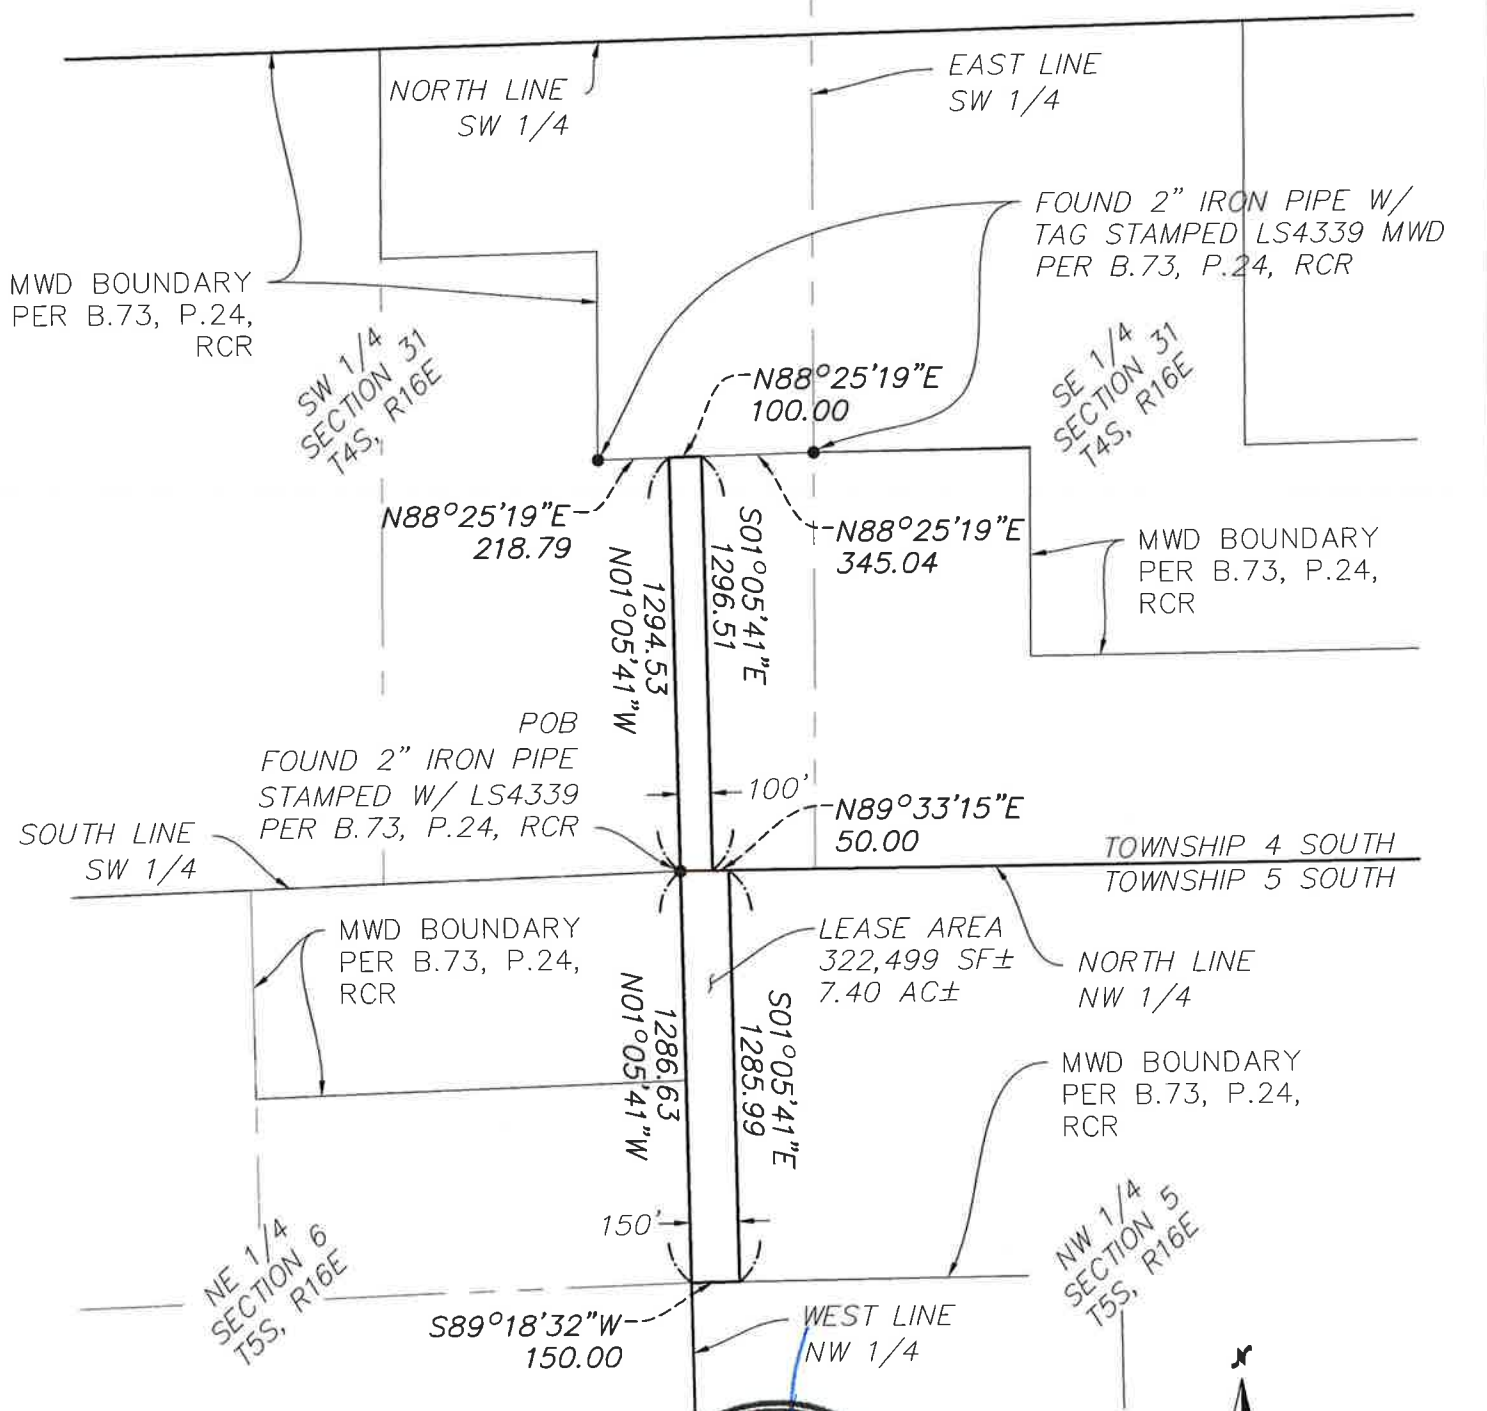 NORTH LINE
SW 1/4
EAST LINE
SW 1/4
FOUND 2" IRON PIPE W/
TAG STAMPED LS4339 MWD
PER B.73, P.24, RCR
MWD BOUNDARY
PER B.73, P.24,
RCR
SW 1/4
SECTION 31
T4S, R16E
N88°25'19"E
100.00
SE 1/4
SECTION 31
T4S, R16E
N88°25'19"E
218.79
N88°25'19"E
345.04
MWD BOUNDARY
PER B.73, P.24,
RCR
S01°05'41"E
1296.51
1294.53
N01°05'41"W
POB
FOUND 2" IRON PIPE
STAMPED W/ LS4339
PER B.73, P.24, RCR
100'
N89°33'15"E
50.00
SOUTH LINE
SW 1/4
TOWNSHIP 4 SOUTH
TOWNSHIP 5 SOUTH
MWD BOUNDARY
PER B.73, P.24,
RCR
LEASE AREA
322,499 SF±
7.40 AC±
NORTH LINE
NW 1/4
S01°05'41"E
1285.99
1286.63
N01°05'41"W
MWD BOUNDARY
PER B.73, P.24,
RCR
150'
NE 1/4
SECTION 6
T5S, R16E
NW 1/4
SECTION 5
T5S, R16E
S89°18'32"W
150.00
WEST LINE
NW 1/4
N